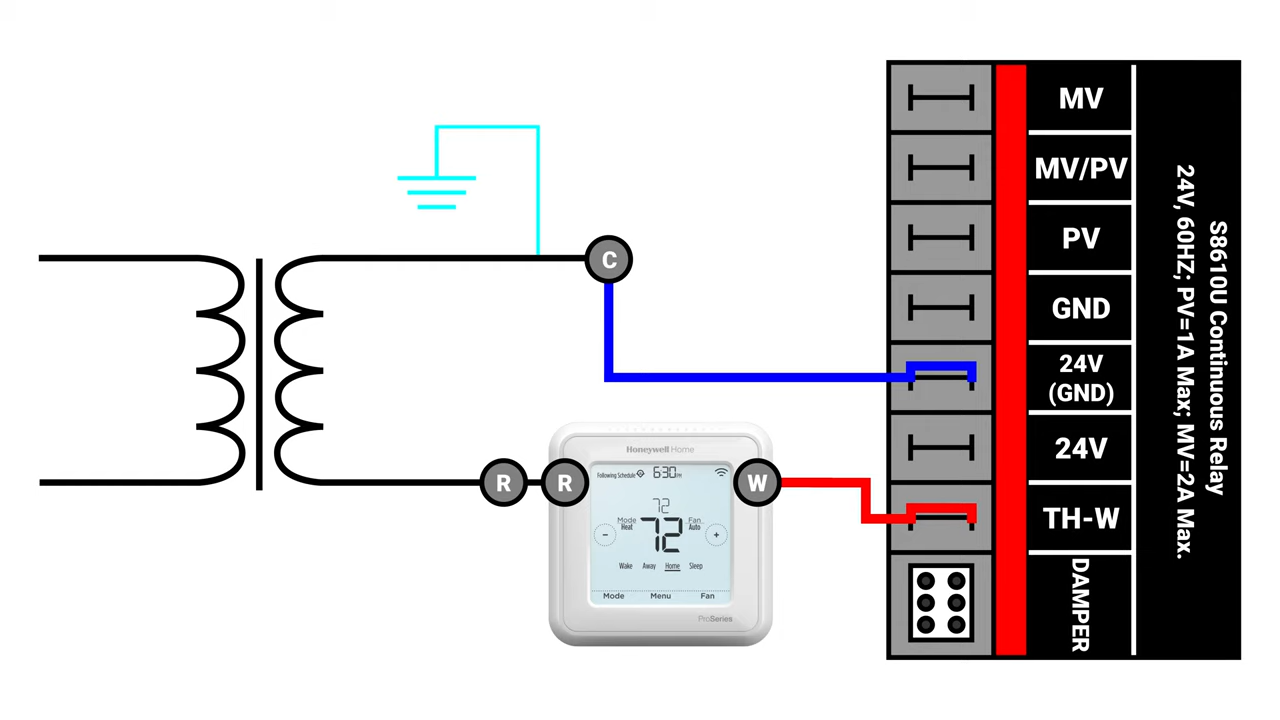 C
R
R
W
Honeywell Home
Following Schedule
6:30PM
72
Mode
Heat
72
Fan
Auto
-
+
Wake Away Home Sleep
Mode Menu Fan
ProSeries
MV
MV/PV
PV
GND
24V
(GND)
24V
TH-W
DAMPER
S8610U Continuous Relay
24V, 60HZ; PV=1A Max; MV=2A Max.